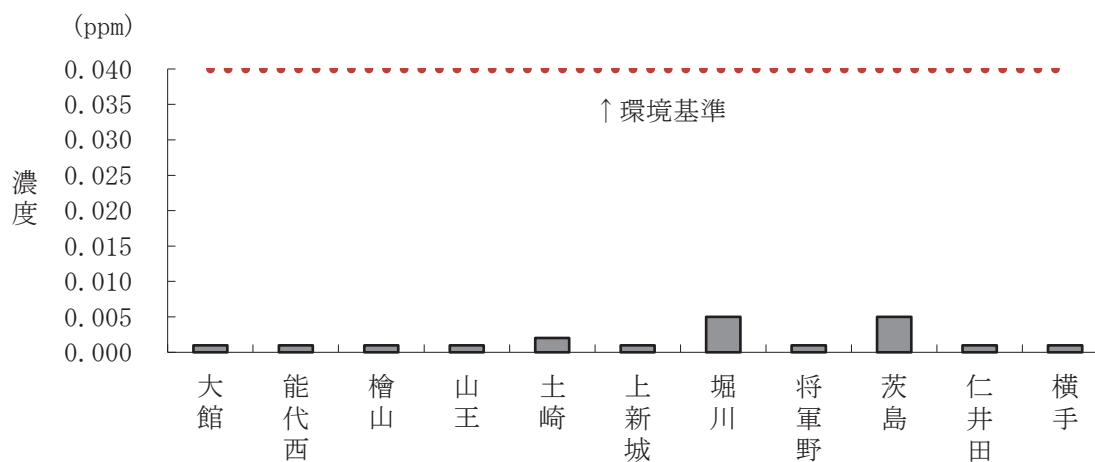 (ppm)
0.040
0.035
0.030
0.025
0.020
0.015
0.010
0.005
0.000
濃度
↑環境基準
大館
能代西
檜山
山王
土崎
上新城
堀川
将軍野
茨島
仁井田
横手